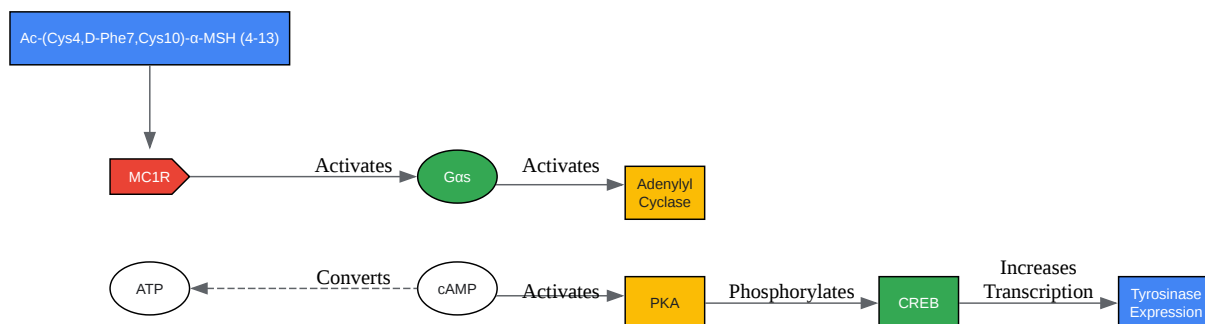 Ac-(Cys4,D-Phe7,Cys10)-α-MSH (4-13)
MC1R
Activates
Gαs
Activates
Adenylyl
Cyclase
ATP
Converts
cAMP
Activates
PKA
Phosphorylates
CREB
Increases
Transcription
Tyrosinase
Expression